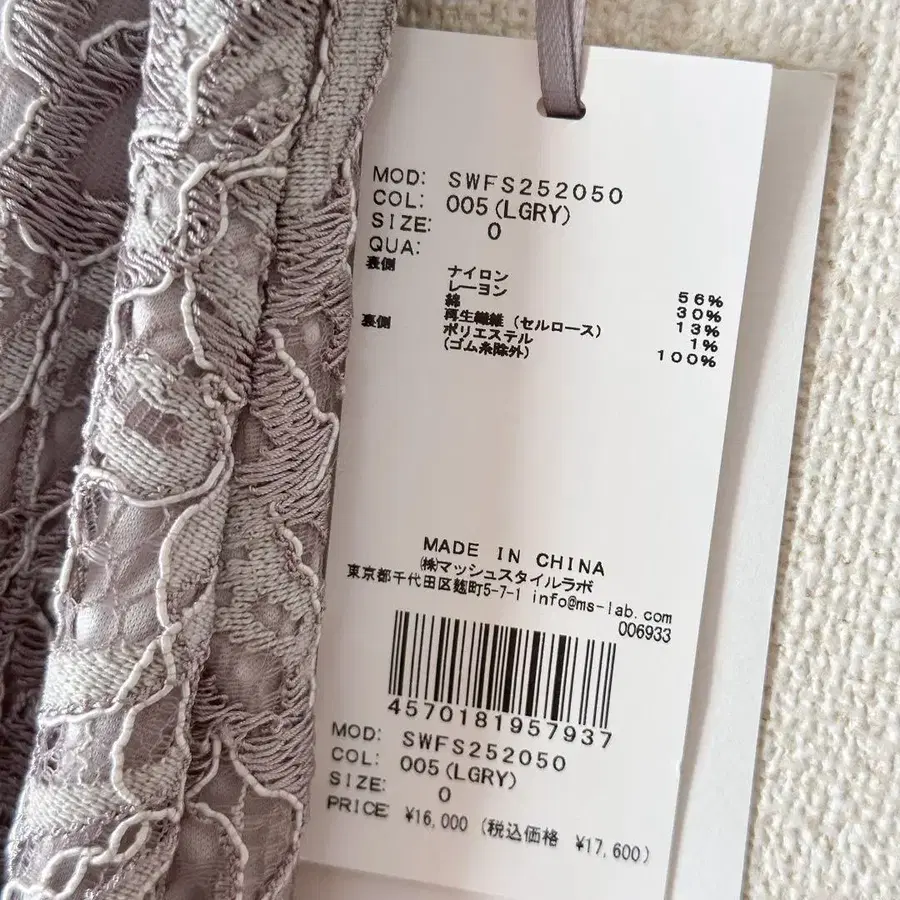 MOD: SWFS252050
COL: 005(LGRY)
SIZE: 0
QUA:
表側 ナイロン 56%
レーヨン 30%
綿 13%
再生繊維 (セルロース) 1%
裏側 ポリエステル 100%
(ゴム糸除外)
MADE IN CHINA
㈱マッシュスタイルラボ
東京都千代田区麹町5-7-1 info@ms-lab.com
006933
4570181957937
MOD: SWFS252050
COL: 005(LGRY)
SIZE: 0
PRICE ¥16,000 (税込価格 ¥17,600)